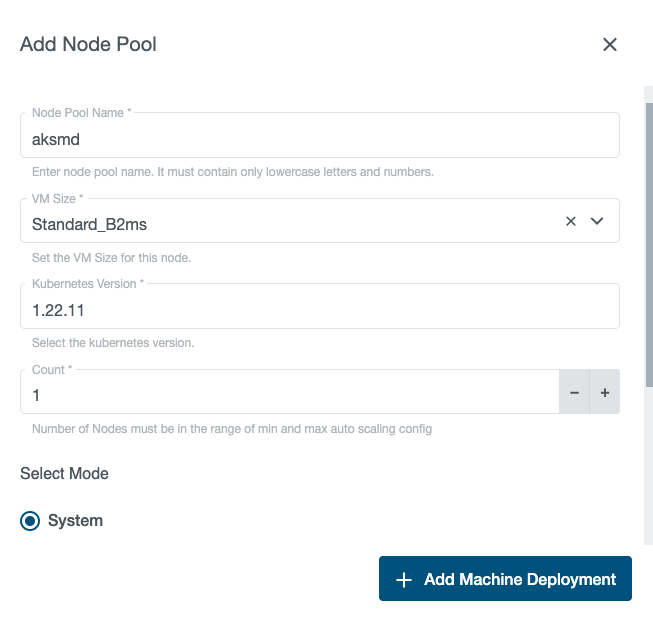 Add Node Pool
Node Pool Name *
aksmd
Enter node pool name. It must contain only lowercase letters and numbers.
VM Size *
Standard_B2ms
Set the VM Size for this node.
Kubernetes Version *
1.22.11
Select the kubernetes version.
Count *
1
Number of Nodes must be in the range of min and max auto scaling config
Select Mode
System
Add Machine Deployment